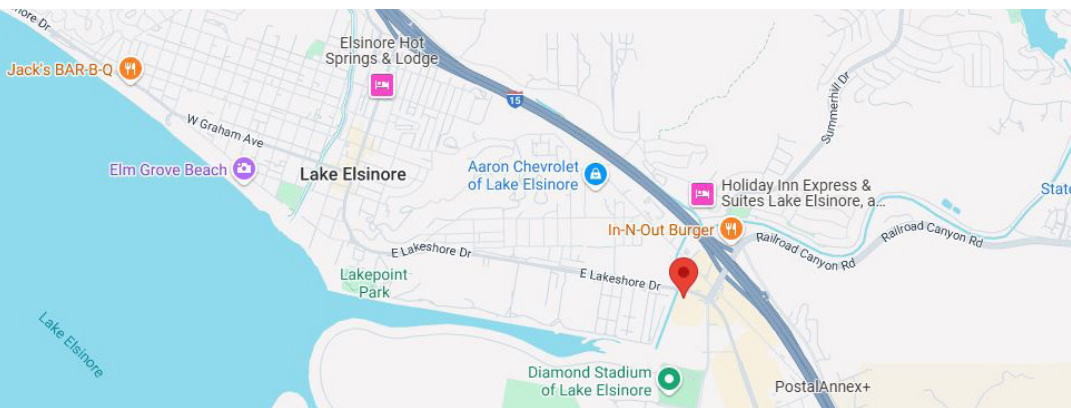 ore Dr
Elsinore Hot
Springs & Lodge
Jack's BAR-B-Q
15
Summerhill Dr
W Graham Ave
Elm Grove Beach
Lake Elsinore
Aaron Chevrolet
of Lake Elsinore
Holiday Inn Express &
Suites Lake Elsinore, a...
State
In-N-Out Burger
Railroad Canyon Rd
Railroad Canyon Rd
E Lakeshore Dr
E Lakeshore Dr
Lakepoint
Park
Lake Elsinore
Diamond Stadium
of Lake Elsinore
PostalAnnex+